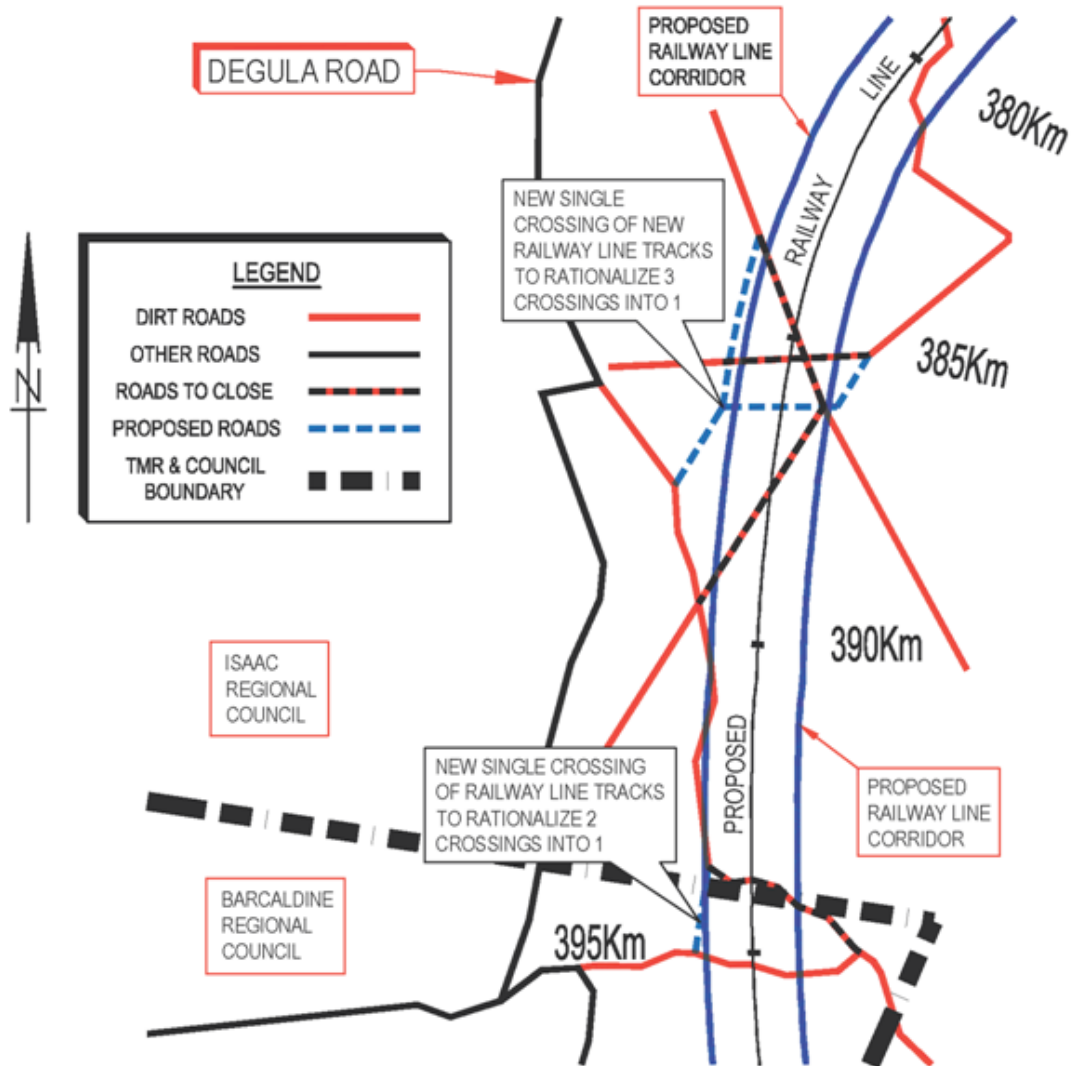 DEGULA ROAD
PROPOSED
RAILWAY LINE
CORRIDOR
LINE
380Km
RAILWAY
NEW SINGLE
CROSSING OF NEW
RAILWAY LINE TRACKS
TO RATIONALIZE 3
CROSSINGS INTO 1
N
LEGEND
DIRT ROADS
OTHER ROADS
ROADS TO CLOSE
PROPOSED ROADS
TMR & COUNCIL
BOUNDARY
385Km
390Km
ISAAC
REGIONAL
COUNCIL
PROPOSED
NEW SINGLE CROSSING
OF RAILWAY LINE TRACKS
TO RATIONALIZE 2
CROSSINGS INTO 1
PROPOSED
RAILWAY LINE
CORRIDOR
BARCALDINE
REGIONAL
COUNCIL
395Km